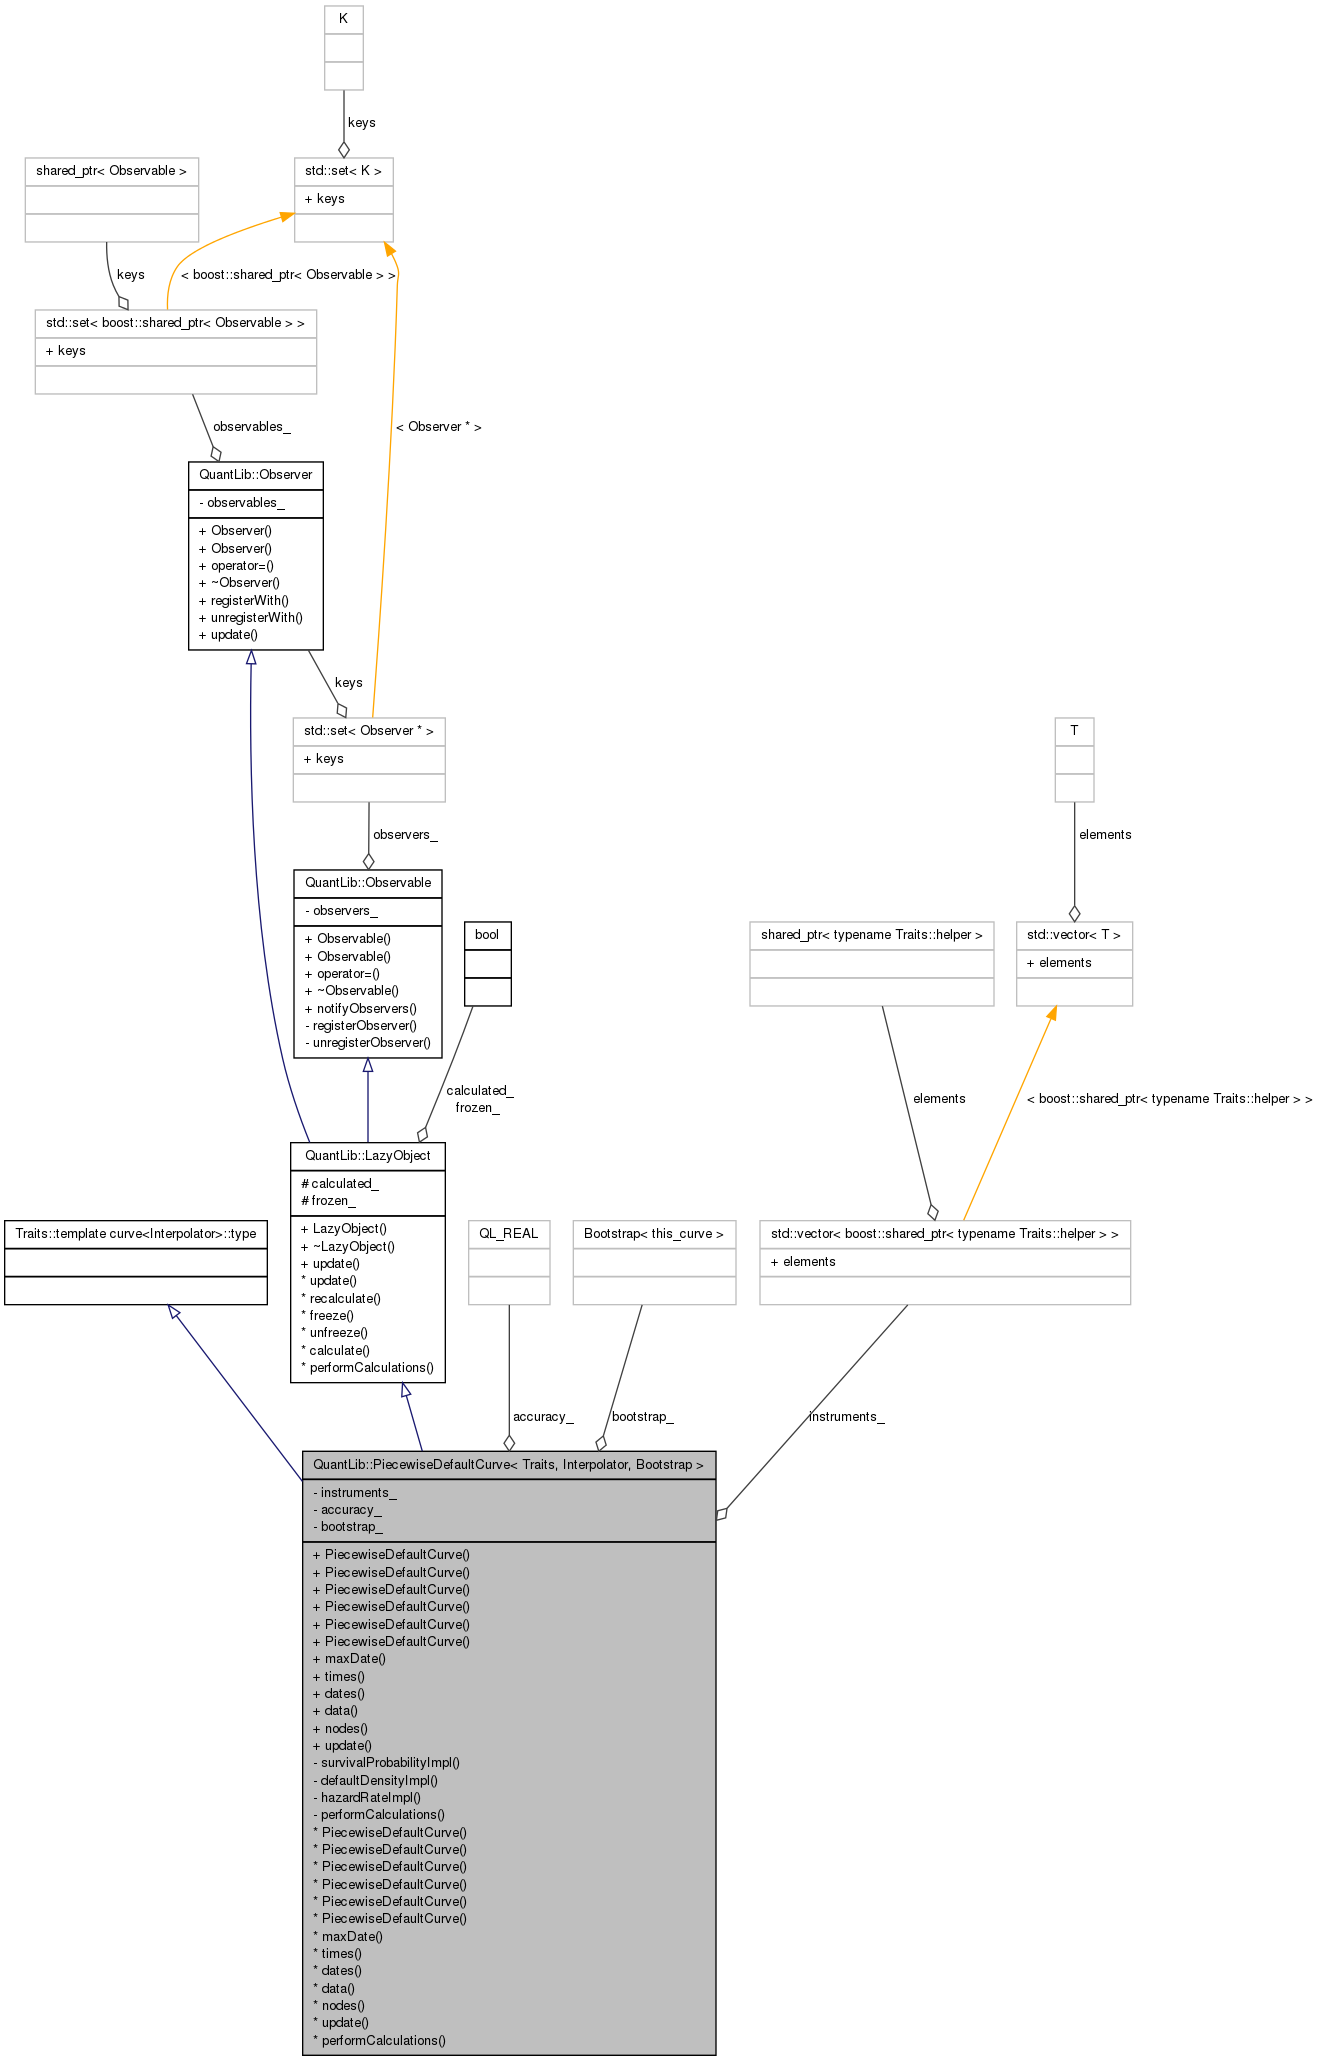 K
keys
shared_ptr< Observable >
std::set< K >
+ keys
keys
< boost::shared_ptr< Observable > >
std::set< boost::shared_ptr< Observable > >
+ keys
observables_
< Observer * >
QuantLib::Observer
- observables_
+ Observer()
+ Observer()
+ operator=()
+ ~Observer()
+ registerWith()
+ unregisterWith()
+ update()
keys
std::set< Observer * >
+ keys
T
observers_
elements
QuantLib::Observable
- observers_
+ Observable()
+ Observable()
+ operator=()
+ ~Observable()
+ notifyObservers()
- registerObserver()
- unregisterObserver()
bool
shared_ptr< typename Traits::helper >
std::vector< T >
+ elements
calculated_
frozen_
elements
< boost::shared_ptr< typename Traits::helper > >
QuantLib::LazyObject
# calculated_
# frozen_
+ LazyObject()
+ ~LazyObject()
+ update()
* update()
* recalculate()
* freeze()
* unfreeze()
* calculate()
* performCalculations()
Traits::template curve<Interpolator>::type
QL_REAL
Bootstrap< this_curve >
std::vector< boost::shared_ptr< typename Traits::helper > >
+ elements
accuracy_
bootstrap_
instruments_
QuantLib::PiecewiseDefaultCurve< Traits, Interpolator, Bootstrap >
- instruments_
- accuracy_
- bootstrap_
+ PiecewiseDefaultCurve()
+ PiecewiseDefaultCurve()
+ PiecewiseDefaultCurve()
+ PiecewiseDefaultCurve()
+ PiecewiseDefaultCurve()
+ PiecewiseDefaultCurve()
+ maxDate()
+ times()
+ dates()
+ data()
+ nodes()
+ update()
- survivalProbabilityImpl()
- defaultDensityImpl()
- hazardRateImpl()
- performCalculations()
* PiecewiseDefaultCurve()
* PiecewiseDefaultCurve()
* PiecewiseDefaultCurve()
* PiecewiseDefaultCurve()
* PiecewiseDefaultCurve()
* PiecewiseDefaultCurve()
* maxDate()
* times()
* dates()
* data()
* nodes()
* update()
* performCalculations()